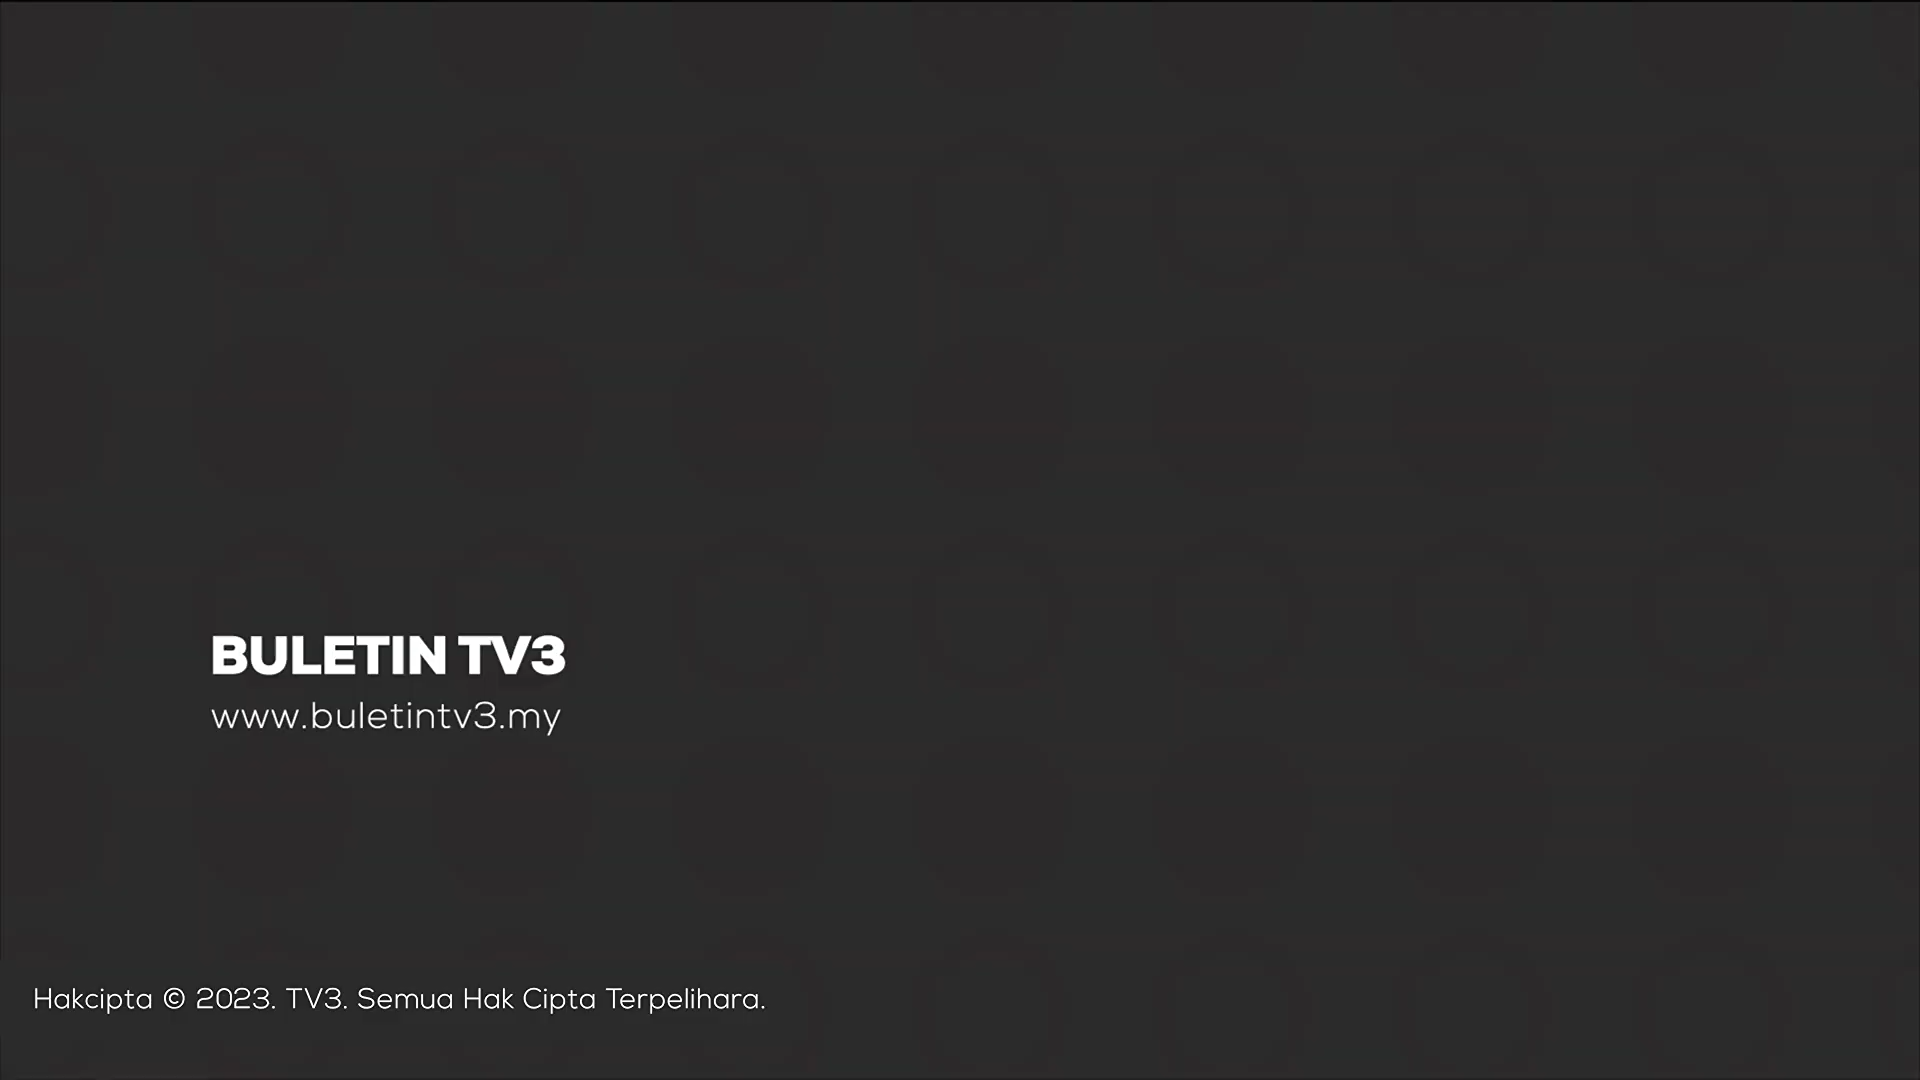 BULETIN TV3
www.buletintv3.my
Hakcipta © 2023. TV3. Semua Hak Cipta Terpelihara.